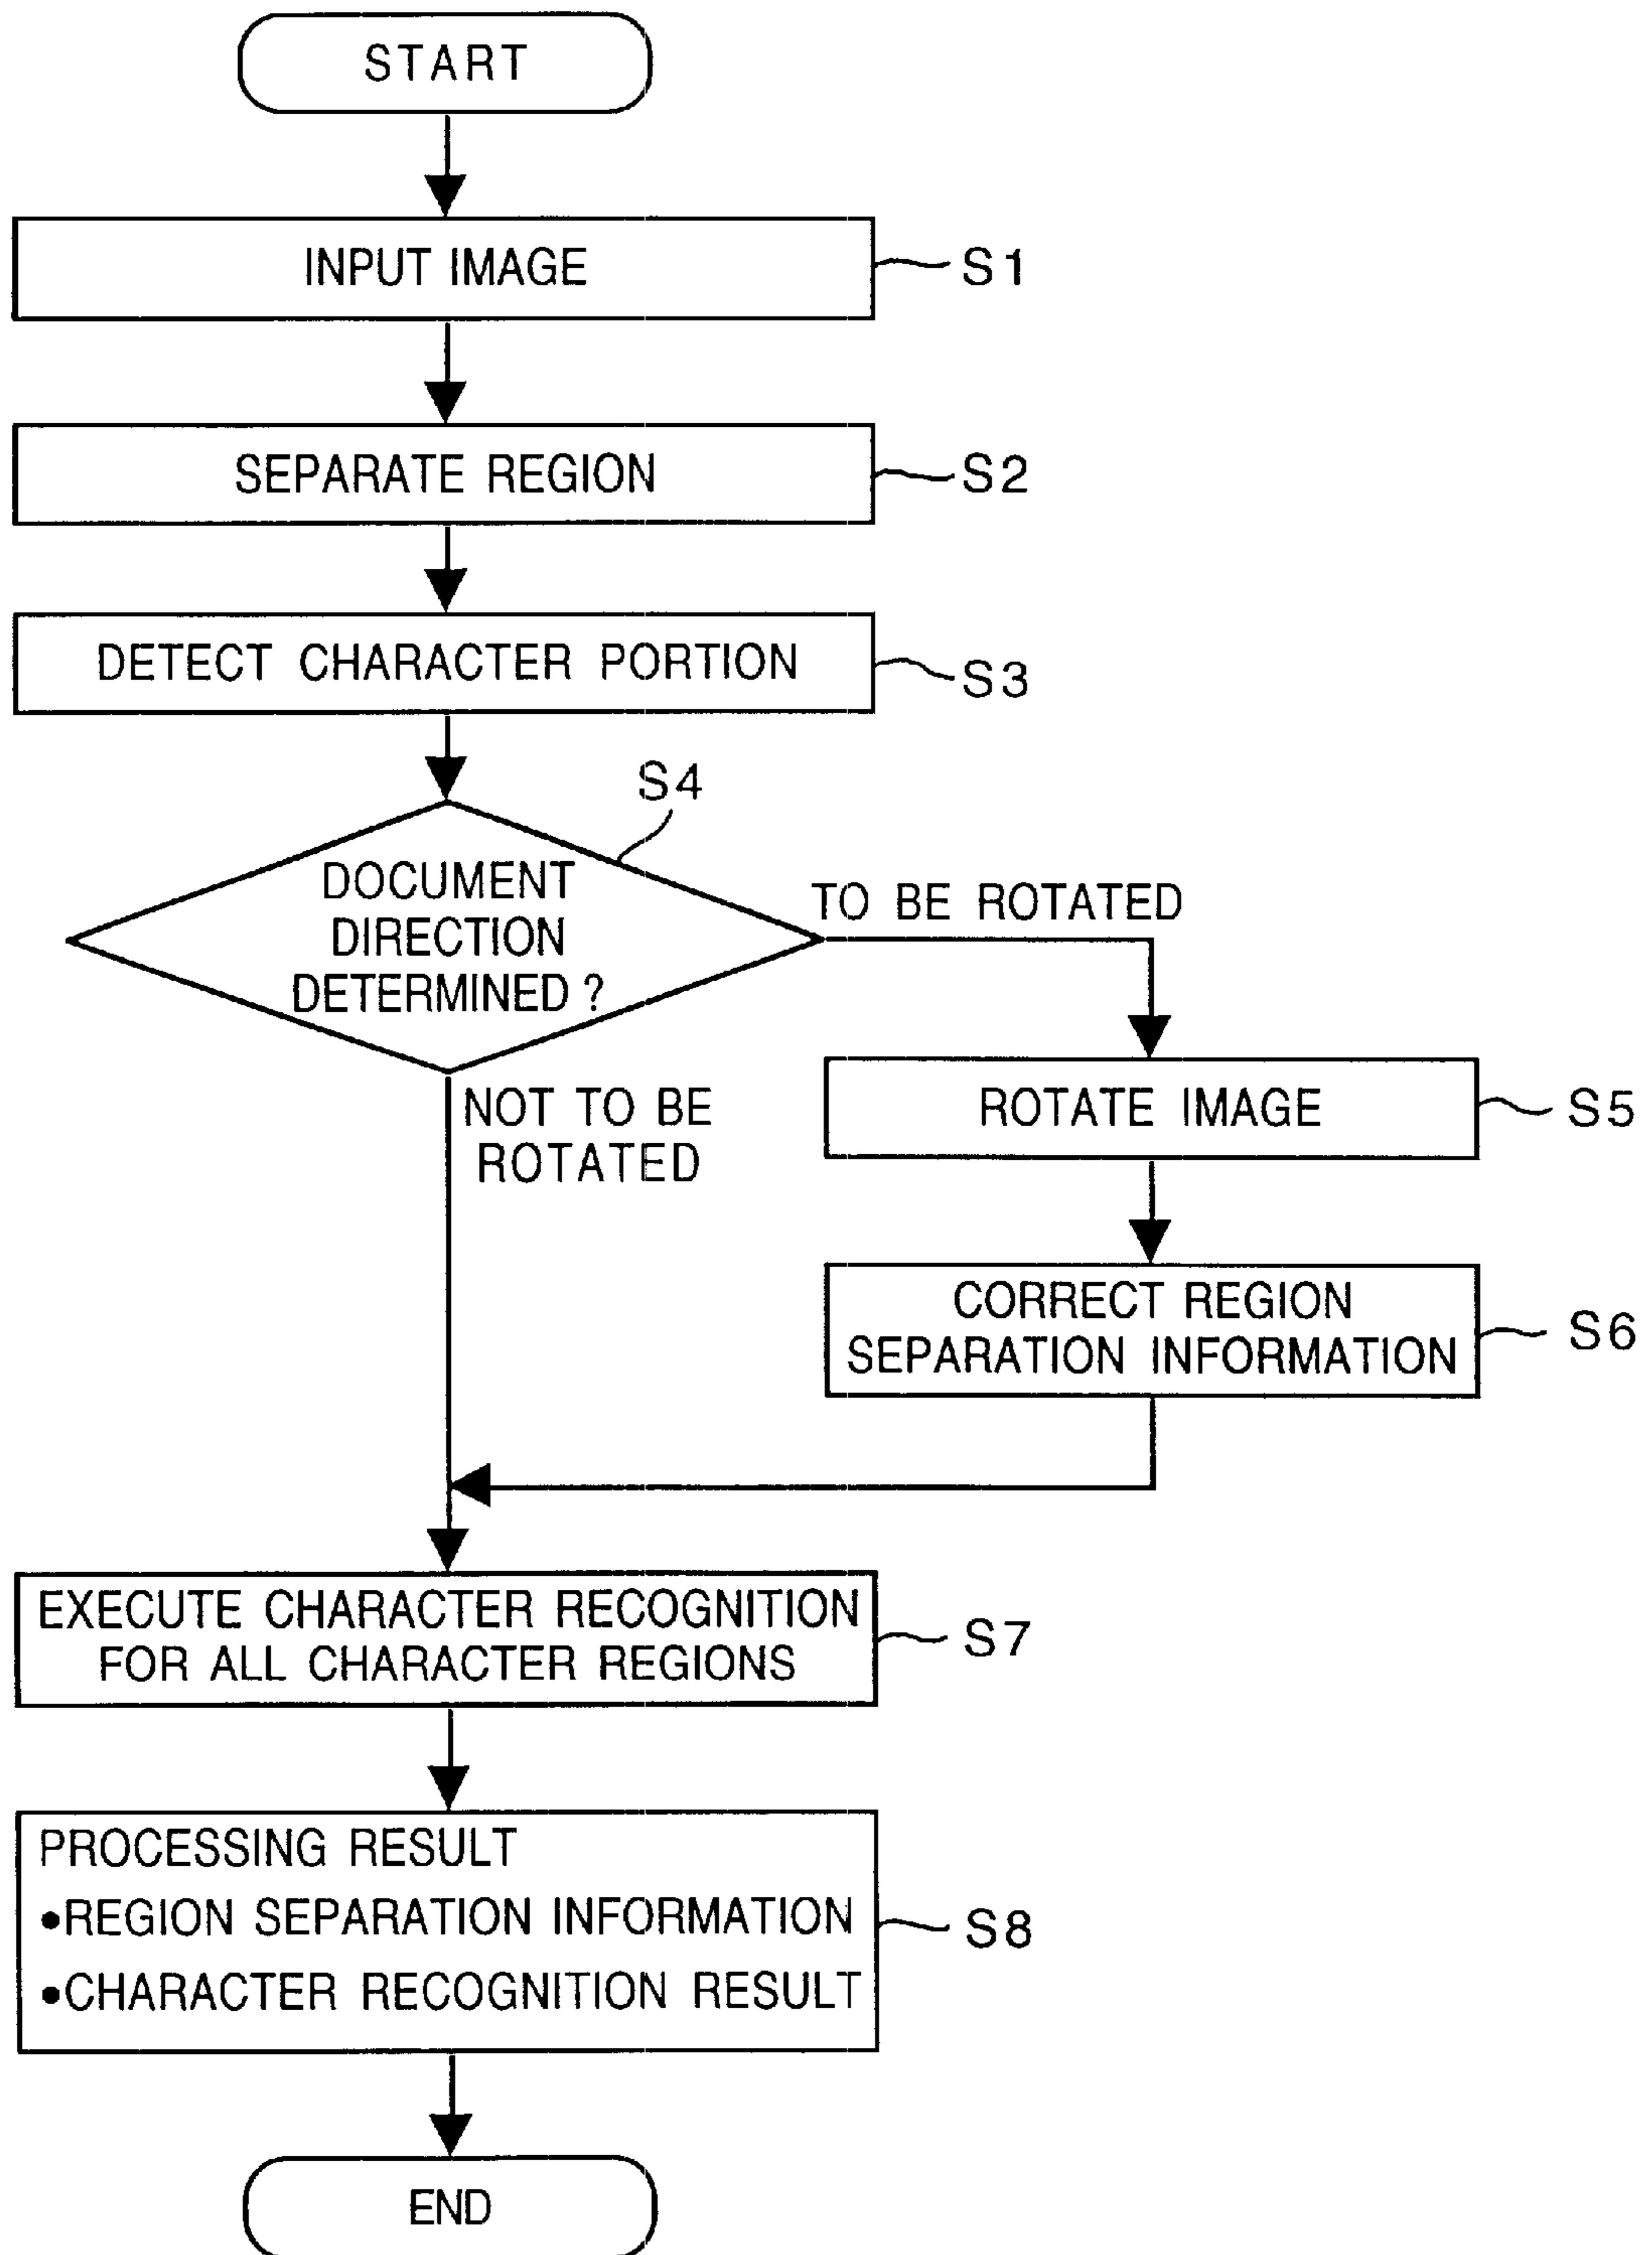 START
INPUT IMAGE
S1
SEPARATE REGION
S2
DETECT CHARACTER PORTION
S3
S4
DOCUMENT
DIRECTION
DETERMINED ?
TO BE ROTATED
NOT TO BE
ROTATED
ROTATE IMAGE
S5
CORRECT REGION
SEPARATION INFORMATION
S6
EXECUTE CHARACTER RECOGNITION
FOR ALL CHARACTER REGIONS
S7
PROCESSING RESULT
•REGION SEPARATION INFORMATION
•CHARACTER RECOGNITION RESULT
S8
END